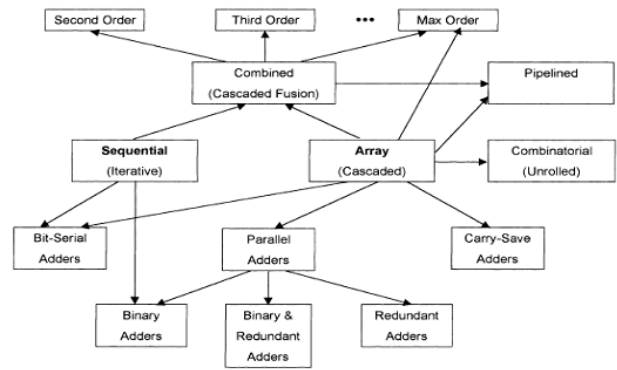 Second Order
Third Order
•••
Max Order
Combined
(Cascaded Fusion)
Pipelined
Sequential
(Iterative)
Array
(Cascaded)
Combinatorial
(Unrolled)
Bit-Serial
Adders
Parallel
Adders
Carry-Save
Adders
Binary
Adders
Binary &
Redundant
Adders
Redundant
Adders